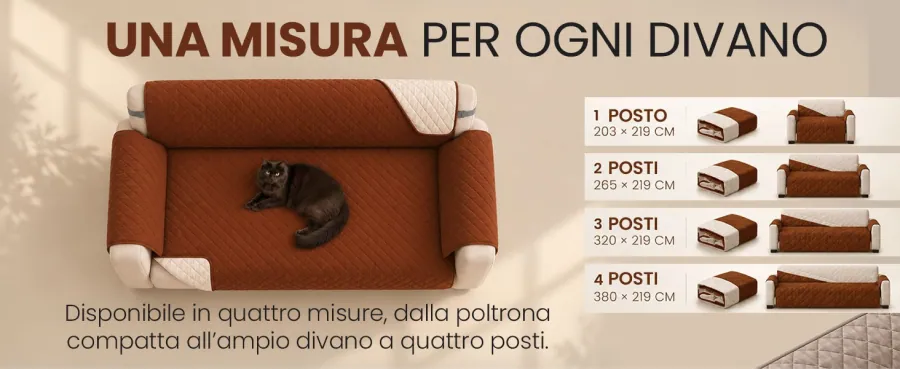 UNA MISURA PER OGNI DIVANO
1 POSTO
203 × 219 CM
2 POSTI
265 × 219 CM
3 POSTI
320 × 219 CM
4 POSTI
380 × 219 CM
Disponibile in quattro misure, dalla poltrona
compatta all’ampio divano a quattro posti.